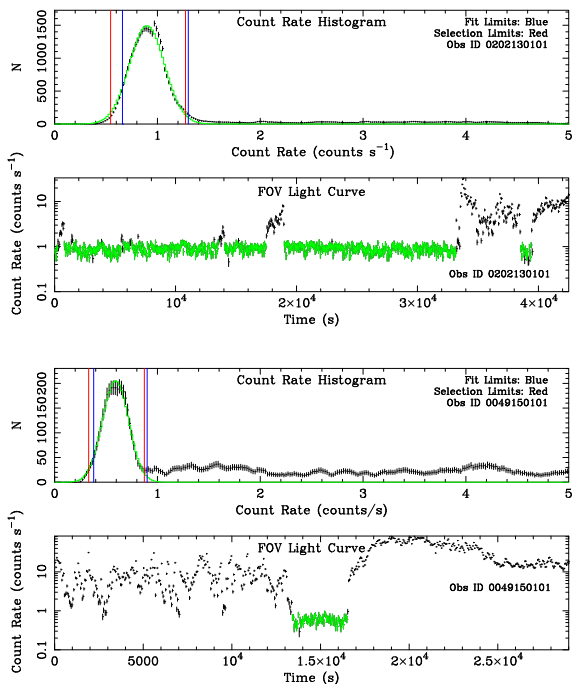 Count Rate Histogram
Fit Limits: Blue
Selection Limits: Red
Obs ID 0202130101
N
0 500 1000 1500
0 1 2 3 4 5
Count Rate (counts s⁻¹)
FOV Light Curve
Count Rate (counts s⁻¹)
0.1 1 10
Obs ID 0202130101
0 10⁴ 2×10⁴ 3×10⁴ 4×10⁴
Time (s)
Count Rate Histogram
Fit Limits: Blue
Selection Limits: Red
Obs ID 0049150101
N
0 50 100 150 200
0 1 2 3 4 5
Count Rate (counts/s)
FOV Light Curve
Count Rate (counts s⁻¹)
0.1 1 10
Obs ID 0049150101
0 5000 10⁴ 1.5×10⁴ 2×10⁴ 2.5×10⁴
Time (s)